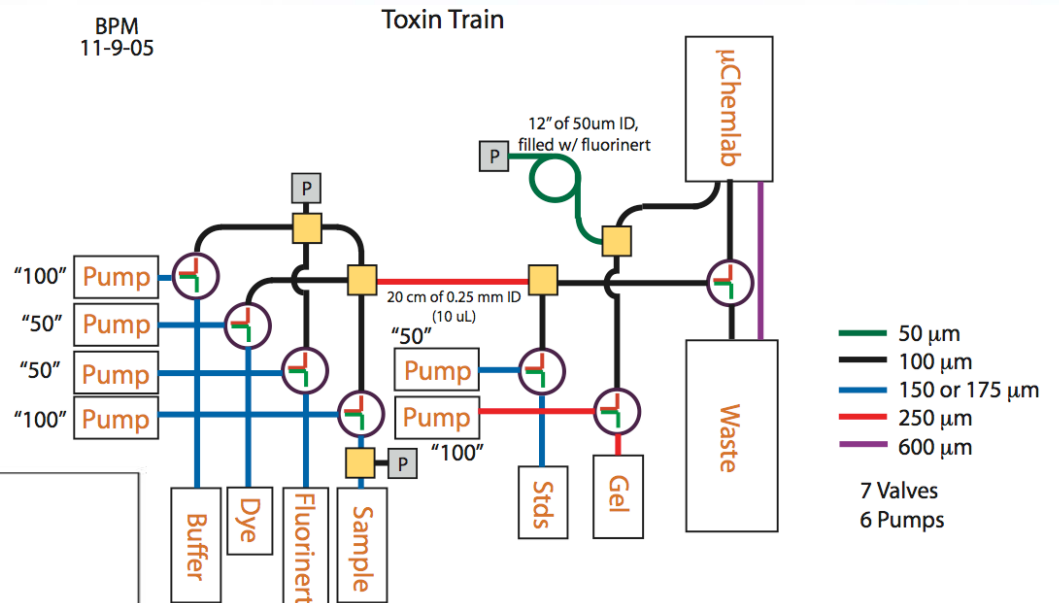 BPM
11-9-05
Toxin Train
μChemlab
12” of 50um ID,
filled w/ fluorinert
P
P
“100”
Pump
“50”
Pump
“50”
Pump
“100”
Pump
20 cm of 0.25 mm ID
(10 uL)
“50”
Pump
Pump
“100”
P
Buffer
Dye
Fluorinert
Sample
Stds
Gel
Waste
50 μm
100 μm
150 or 175 μm
250 μm
600 μm
7 Valves
6 Pumps